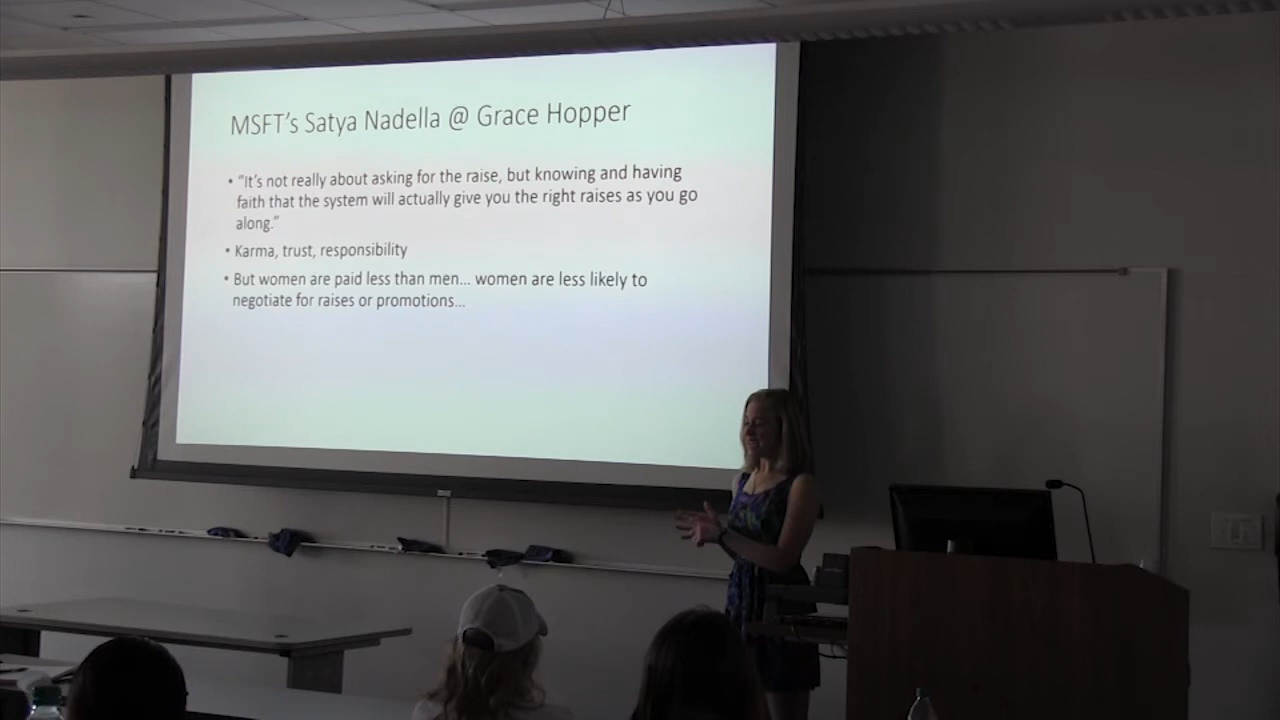 MSFT's Satya Nadella @ Grace Hopper
• “It's not really about asking for the raise, but knowing and having
faith that the system will actually give you the right raises as you go
along.”
• Karma, trust, responsibility
• But women are paid less than men... women are less likely to
negotiate for raises or promotions...